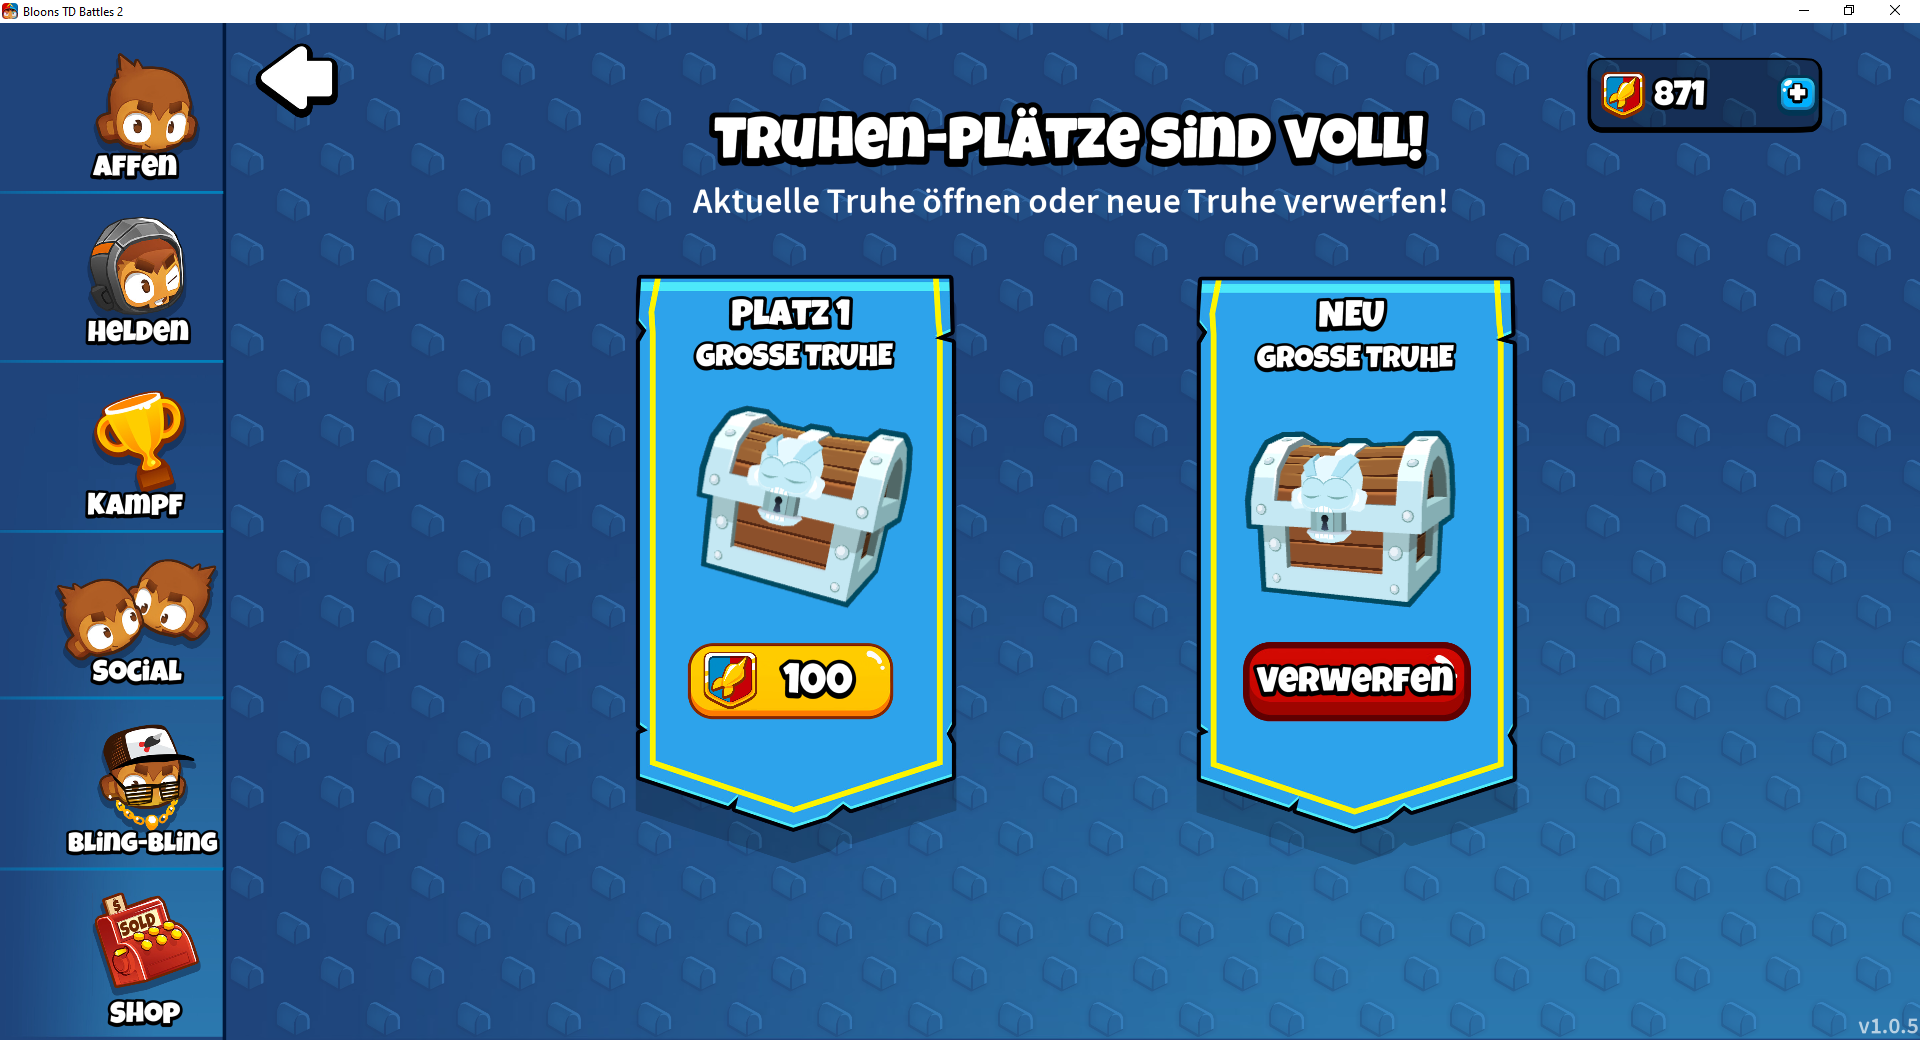 Bloons TD Battles 2
AFFEN
HELDEN
KAMPF
SOCIAL
BLING-BLING
SOLD
$
SHOP
871
TRUHEN-PLÄTZE SIND VOLL!
Aktuelle Truhe öffnen oder neue Truhe verwerfen!
PLATZ 1
GROSSE TRUHE
100
NEU
GROSSE TRUHE
VERWERFEN
v1.0.5